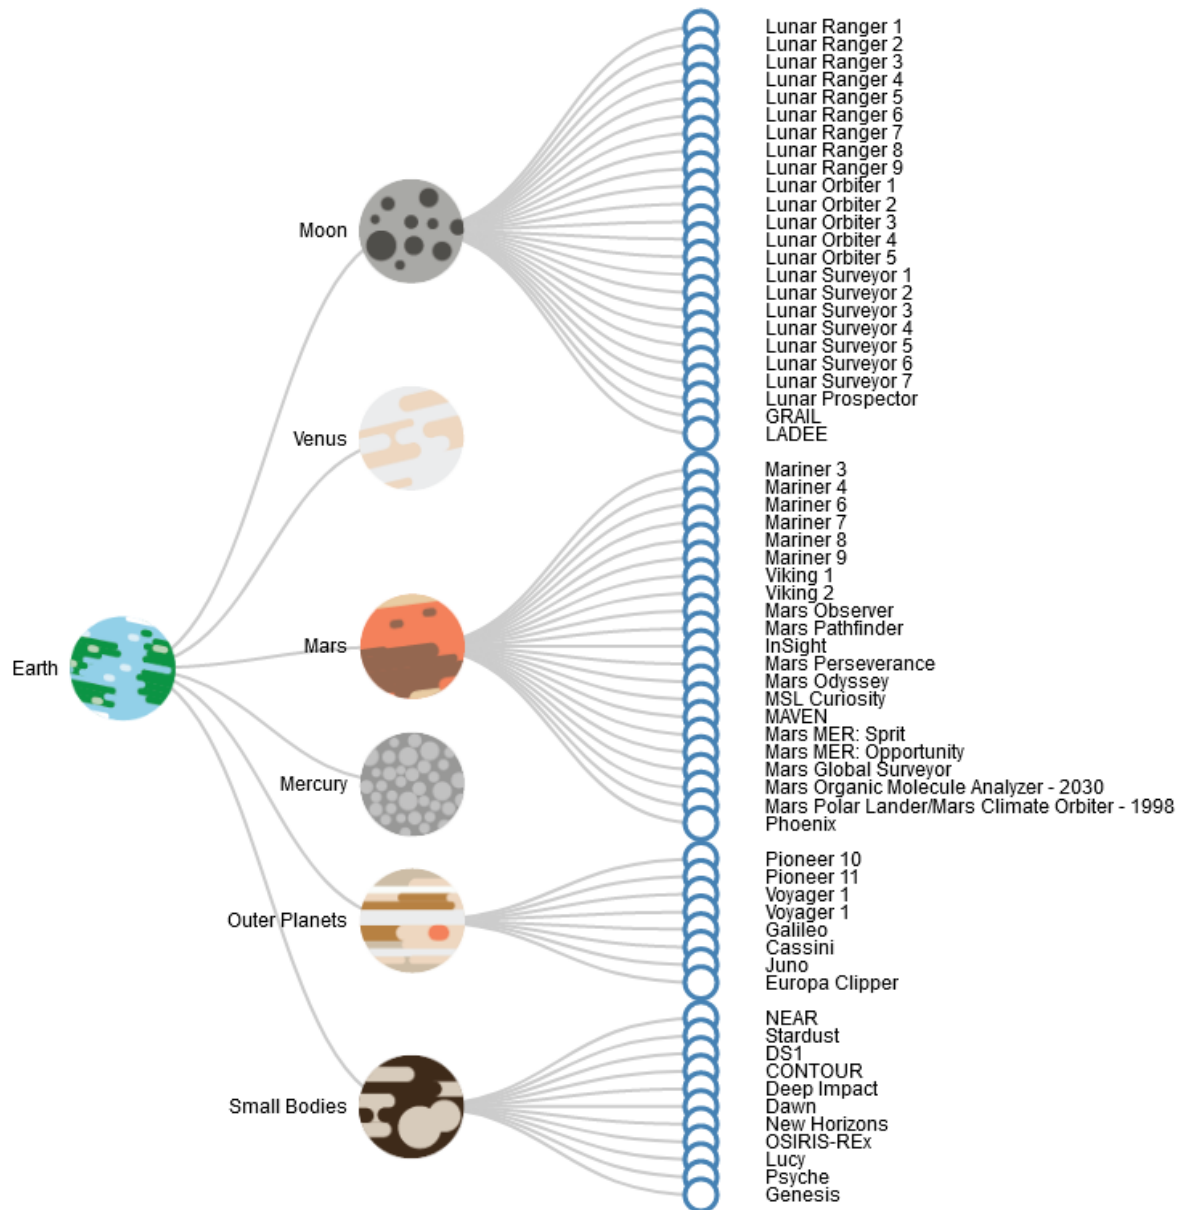 Lunar Ranger 1
Lunar Ranger 2
Lunar Ranger 3
Lunar Ranger 4
Lunar Ranger 5
Lunar Ranger 6
Lunar Ranger 7
Lunar Ranger 8
Lunar Ranger 9
Lunar Orbiter 1
Lunar Orbiter 2
Lunar Orbiter 3
Lunar Orbiter 4
Lunar Orbiter 5
Lunar Surveyor 1
Lunar Surveyor 2
Lunar Surveyor 3
Lunar Surveyor 4
Lunar Surveyor 5
Lunar Surveyor 6
Lunar Surveyor 7
Lunar Prospector
GRAIL
LADEE
Moon
Venus
Mariner 3
Mariner 4
Mariner 6
Mariner 7
Mariner 8
Mariner 9
Viking 1
Viking 2
Mars Observer
Mars Pathfinder
InSight
Mars Perseverance
Mars Odyssey
MSL Curiosity
MAVEN
Mars MER: Sprit
Mars MER: Opportunity
Mars Global Surveyor
Mars Organic Molecule Analyzer - 2030
Mars Polar Lander/Mars Climate Orbiter - 1998
Phoenix
Mars
Earth
Mercury
Pioneer 10
Pioneer 11
Voyager 1
Voyager 1
Galileo
Cassini
Juno
Europa Clipper
Outer Planets
NEAR
Stardust
DS1
CONTOUR
Deep Impact
Dawn
New Horizons
OSIRIS-REx
Lucy
Psyche
Genesis
Small Bodies